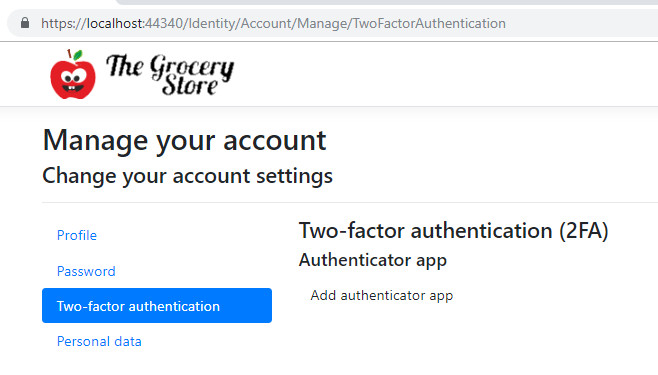 https://localhost:44340/Identity/Account/Manage/TwoFactorAuthentication
The Grocery
Store
Manage your account
Change your account settings
Profile
Password
Two-factor authentication
Personal data
Two-factor authentication (2FA)
Authenticator app
Add authenticator app